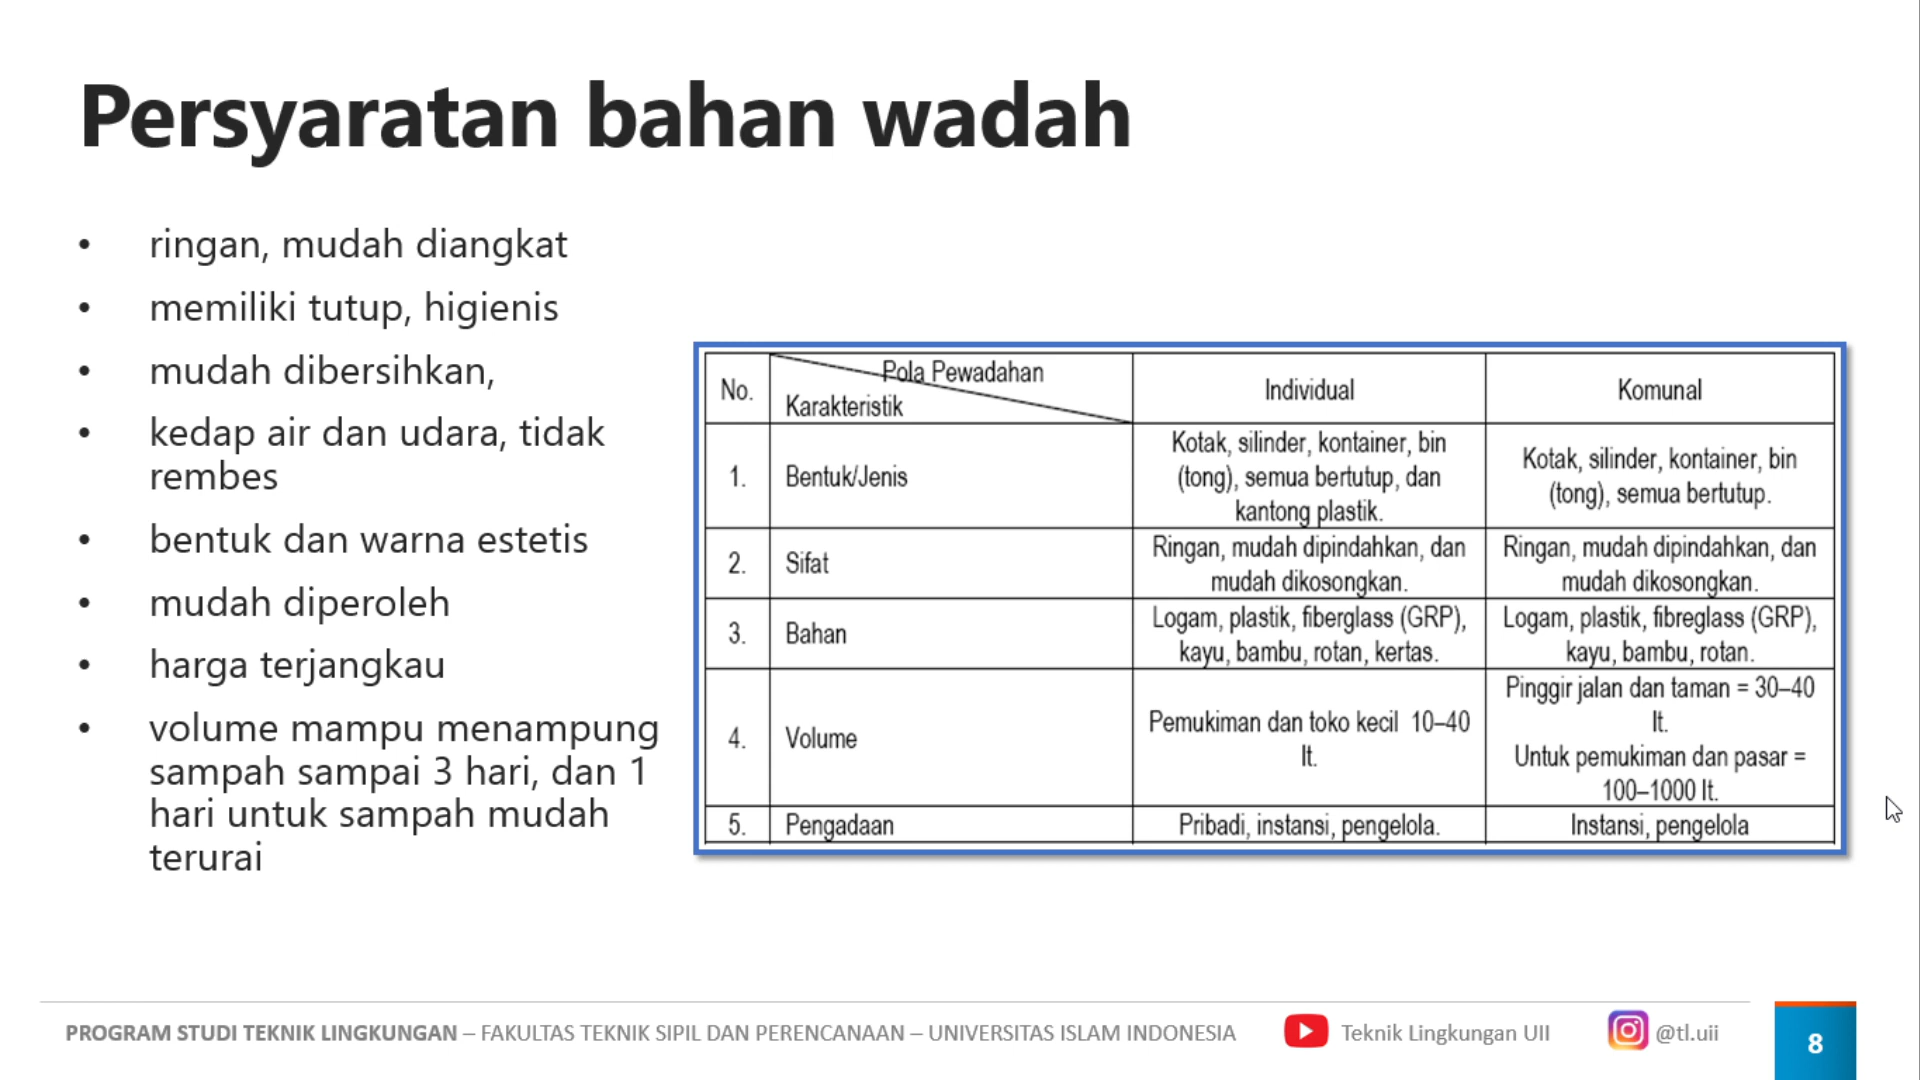 Persyaratan bahan wadah
• ringan, mudah diangkat
• memiliki tutup, higienis
• mudah dibersihkan,
• kedap air dan udara, tidak
rembes
• bentuk dan warna estetis
• mudah diperoleh
• harga terjangkau
• volume mampu menampung
sampah sampai 3 hari, dan 1
hari untuk sampah mudah
terurai
No.
Pola Pewadahan
Karakteristik
Individual
Komunal
1.
Bentuk/Jenis
Kotak, silinder, kontainer, bin
(tong), semua bertutup, dan
kantong plastik.
Kotak, silinder, kontainer, bin
(tong), semua bertutup.
2.
Sifat
Ringan, mudah dipindahkan, dan
mudah dikosongkan.
Ringan, mudah dipindahkan, dan
mudah dikosongkan.
3.
Bahan
Logam, plastik, fiberglass (GRP),
kayu, bambu, rotan, kertas.
Logam, plastik, fibreglass (GRP),
kayu, bambu, rotan.
4.
Volume
Pemukiman dan toko kecil 10–40
lt.
Pinggir jalan dan taman = 30–40
lt.
Untuk pemukiman dan pasar =
100–1000 lt.
5.
Pengadaan
Pribadi, instansi, pengelola.
Instansi, pengelola
PROGRAM STUDI TEKNIK LINGKUNGAN – FAKULTAS TEKNIK SIPIL DAN PERENCANAAN – UNIVERSITAS ISLAM INDONESIA
Teknik Lingkungan UII
@tl.uii
8